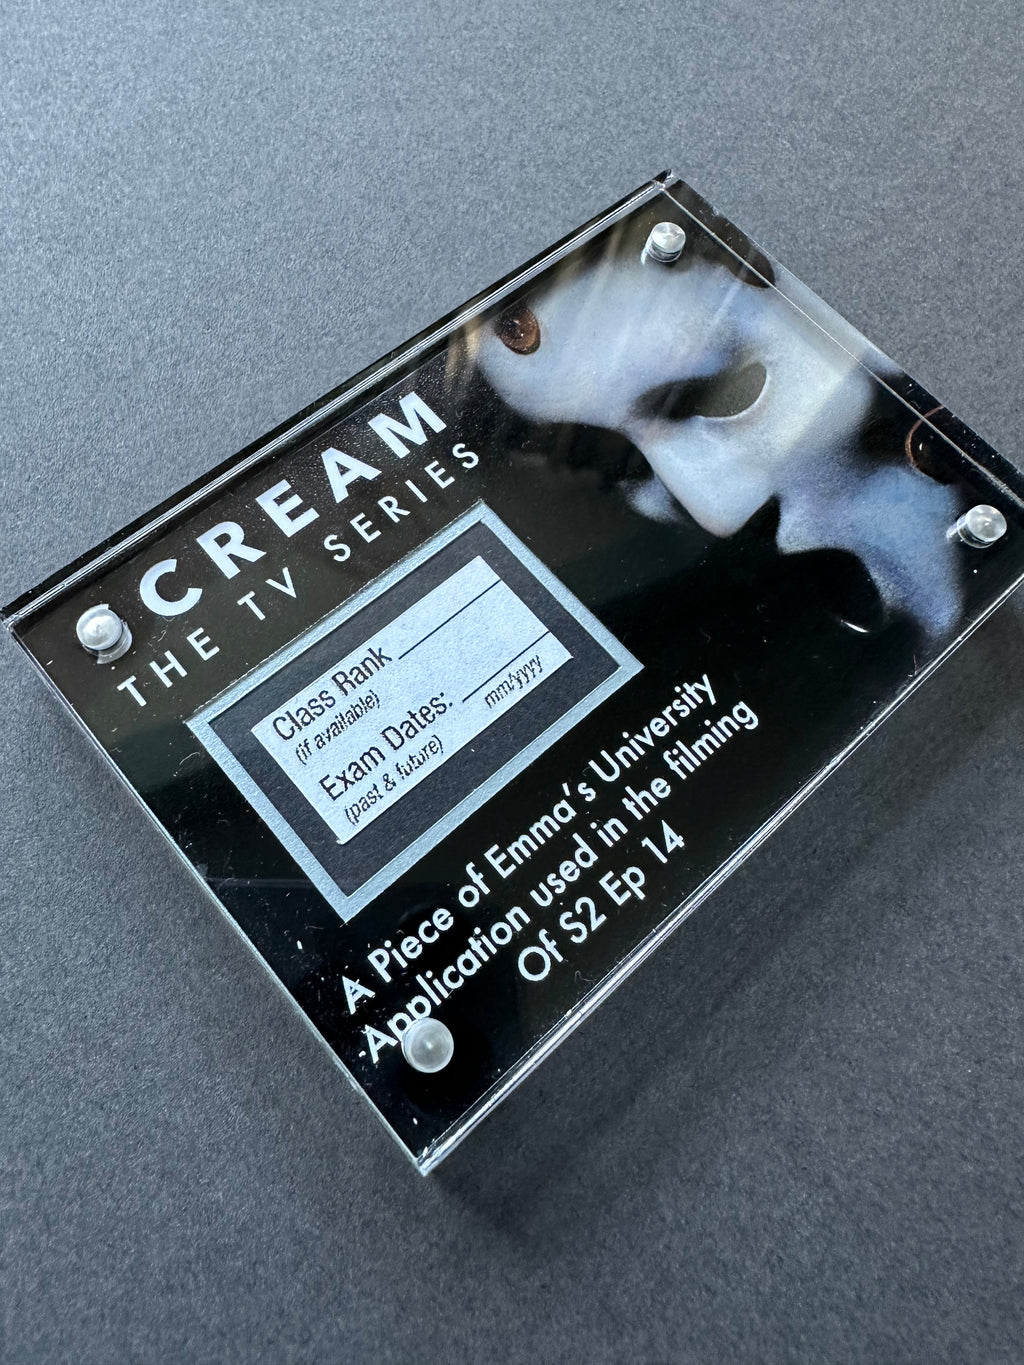 SCREAM
THE TV SERIES
Class Rank
(if available)
Exam Dates:
mm/yyyy
(past & future)
A Piece of Emma's University
Application used in the filming
Of S2 Ep 14